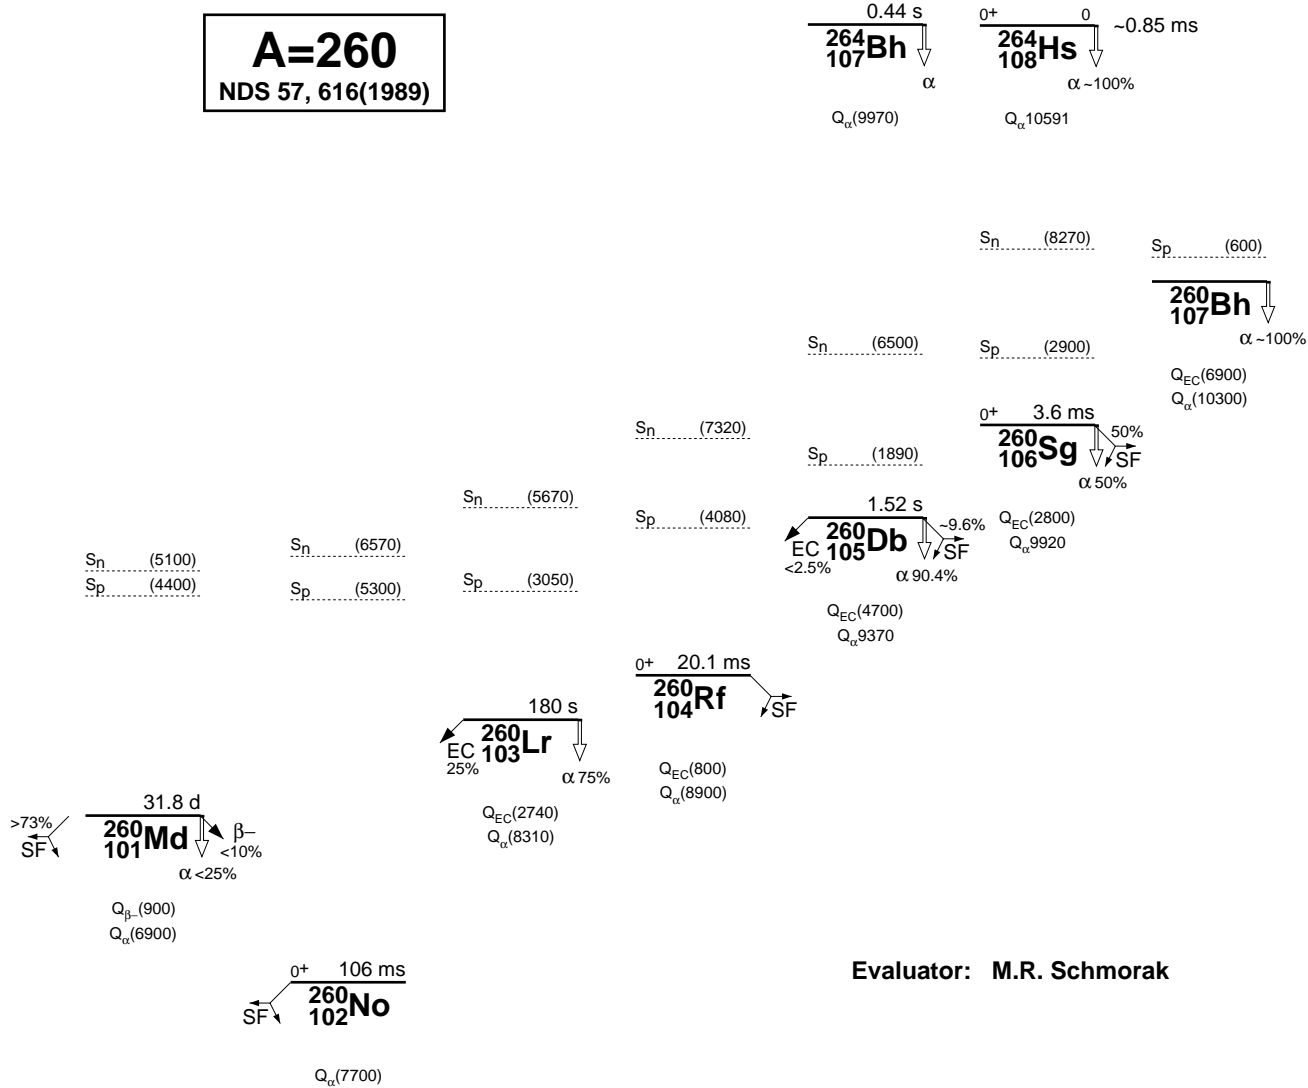 A=260
NDS 57, 616(1989)
0.44 s
264
107Bh
α
Qα(9970)
0+ 0 ~0.85 ms
264
108Hs
α ~100%
Qα10591
Sn (8270)
Sp (600)
260
107Bh
α ~100%
QEC(6900)
Qα(10300)
Sn (6500)
Sp (2900)
0+ 3.6 ms
260
106Sg
50%
SF
α 50%
QEC(2800)
Qα9920
Sn (7320)
Sp (1890)
1.52 s
260
105Db
EC
<2.5%
~9.6%
SF
α 90.4%
QEC(4700)
Qα9370
Sn (5670)
Sp (4080)
Sn (5100)
Sp (4400)
Sn (6570)
Sp (5300)
Sp (3050)
0+ 20.1 ms
260
104Rf
SF
QEC(800)
Qα(8900)
180 s
260
103Lr
EC
25%
α 75%
QEC(2740)
Qα(8310)
31.8 d
260
101Md
>73%
SF
β−
<10%
α <25%
Qβ−(900)
Qα(6900)
0+ 106 ms
260
102No
SF
Qα(7700)
Evaluator: M.R. Schmorak